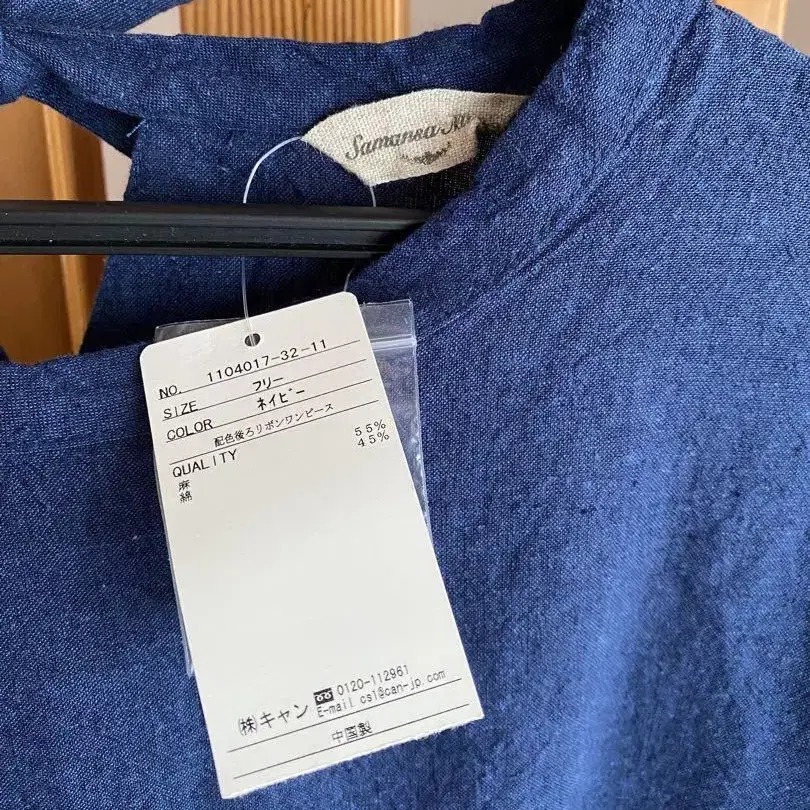 Samansa
NO. 1104017-32-11
SIZE フリー
COLOR ネイビー
配色後ろリボンワンピース
QUALITY
麻 55%
綿 45%
㈱キャン 0120-112961
E-mail cs1@can-jp.com
中国製